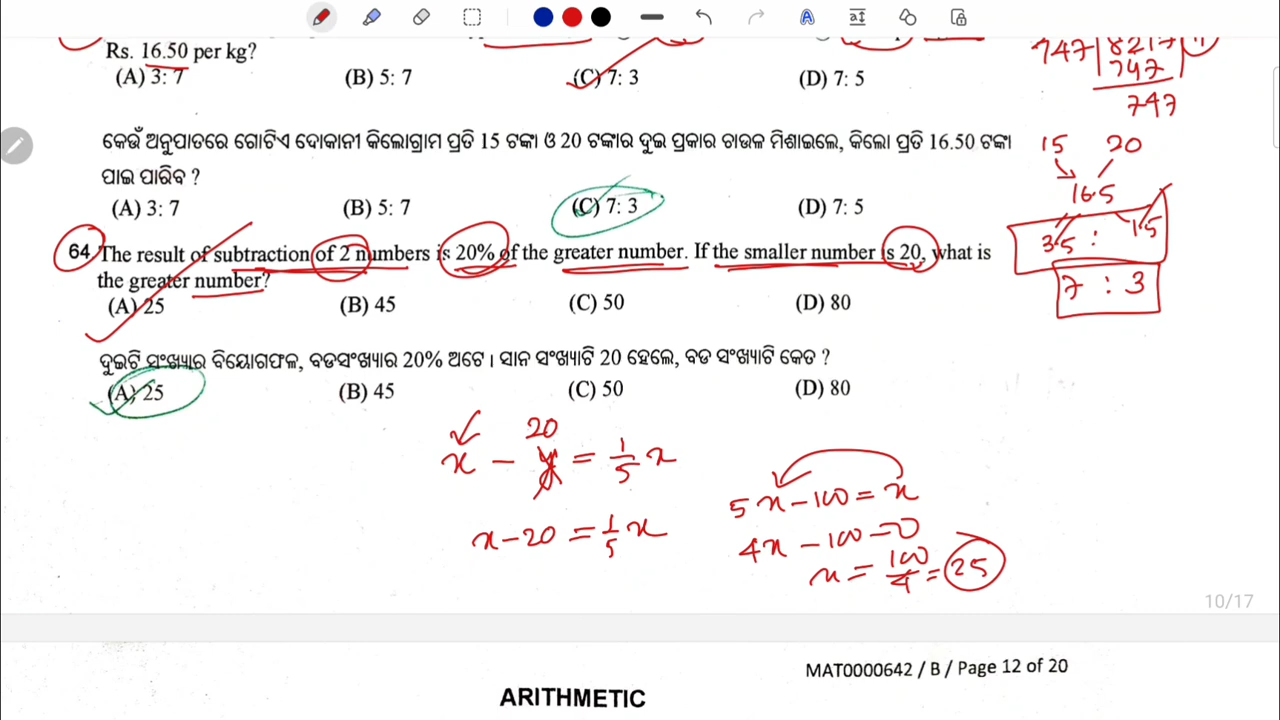 Rs. 16.50 per kg?
(A) 3: 7 (B) 5: 7 (C) 7: 3 (D) 7: 5
କେଉଁ ଅନୁପାତରେ ଗୋଟିଏ ଦୋକାନୀ କିଲୋଗ୍ରାମ ପ୍ରତି 15 ଟଙ୍କା ଓ 20 ଟଙ୍କାର ଦୁଇ ପ୍ରକାର ଚାଉଳ ମିଶାଇଲେ, କିଲୋ ପ୍ରତି 16.50 ଟଙ୍କା
ପାଇ ପାରିବ ?
(A) 3: 7 (B) 5: 7 (C) 7: 3 (D) 7: 5
64 The result of subtraction of 2 numbers is 20% of the greater number. If the smaller number is 20, what is
the greater number?
(A) 25 (B) 45 (C) 50 (D) 80
ଦୁଇଟି ସଂଖ୍ୟାର ବିୟୋଗଫଳ, ବଡସଂଖ୍ୟାର 20% ଅଟେ । ସାନ ସଂଖ୍ୟାଟି 20 ହେଲେ, ବଡ ସଂଖ୍ୟାଟି କେତ ?
(A) 25 (B) 45 (C) 50 (D) 80
747 8217
747
747
15 20
16.5
3.5 : 1.5
7 : 3
20
x - y = 1/5 x
x - 20 = 1/5 x
5x - 100 = x
4x - 100 = 0
x = 100/4 = 25
10/17
MAT0000642 / B / Page 12 of 20
ARITHMETIC